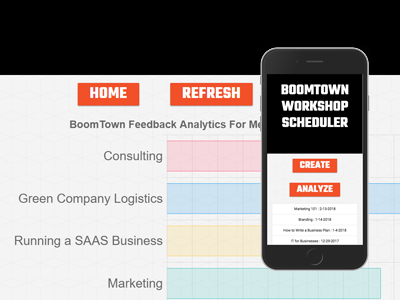 HOME
REFRESH
BoomTown Feedback Analytics For Me
Consulting
Green Company Logistics
Running a SAAS Business
Marketing
BOOMTOWN
WORKSHOP
SCHEDULER
CREATE
ANALYZE
Marketing 101 : 2-13-2018
Branding : 1-14-2018
How to Write a Business Plan : 1-4-2018
IT for Businesses : 12-29-2017